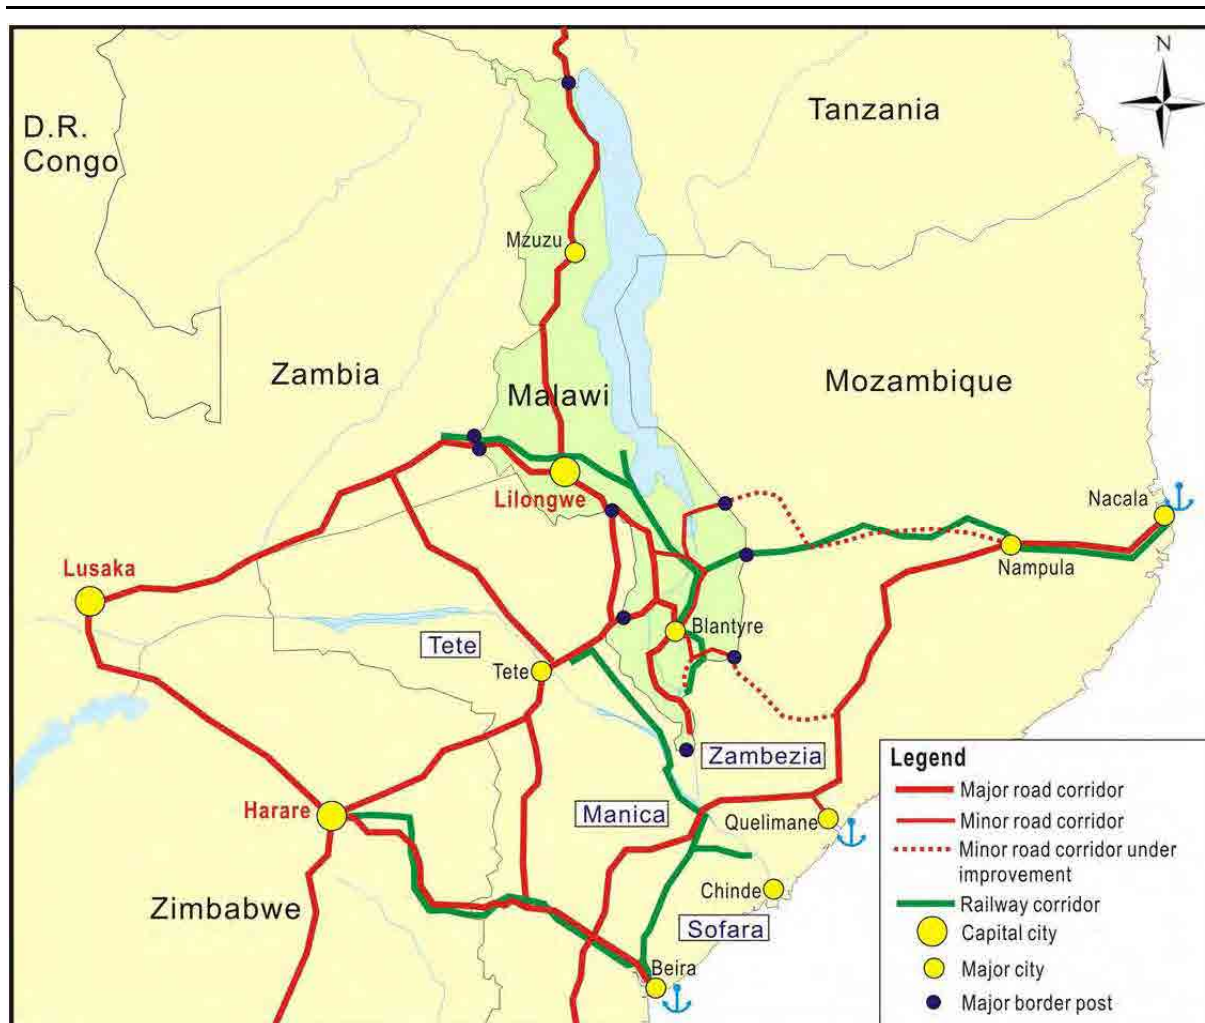 N
Tanzania
D.R.
Congo
Mzuzu
Zambia
Malawi
Mozambique
Lilongwe
Nacala
Lusaka
Nampula
Blantyre
Tete
Tete
Zambezia
Harare
Manica
Quelimane
Chinde
Zimbabwe
Sofara
Beira
Legend
Major road corridor
Minor road corridor
Minor road corridor under
improvement
Railway corridor
Capital city
Major city
Major border post